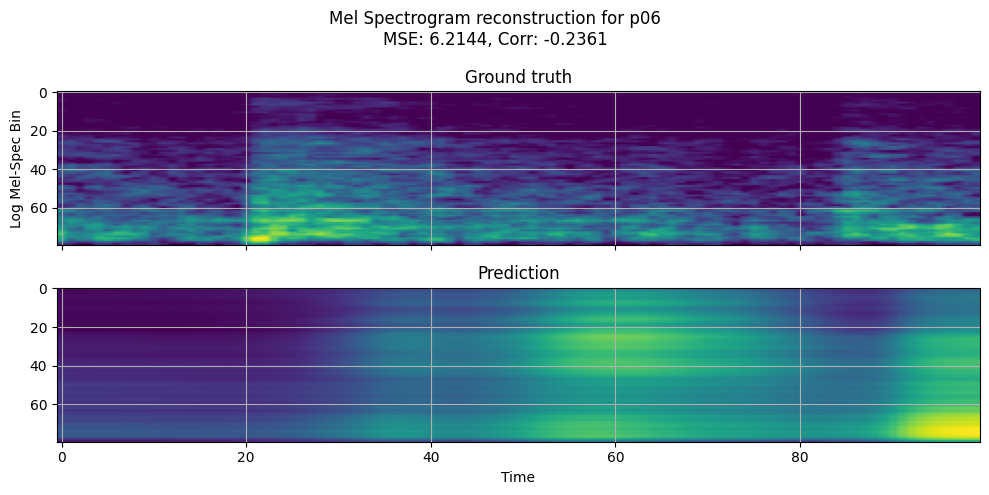 Mel Spectrogram reconstruction for p06
MSE: 6.2144, Corr: -0.2361
Ground truth
Log Mel-Spec Bin
0
20
40
60
Prediction
0
20
40
60
0 20 40 60 80
Time